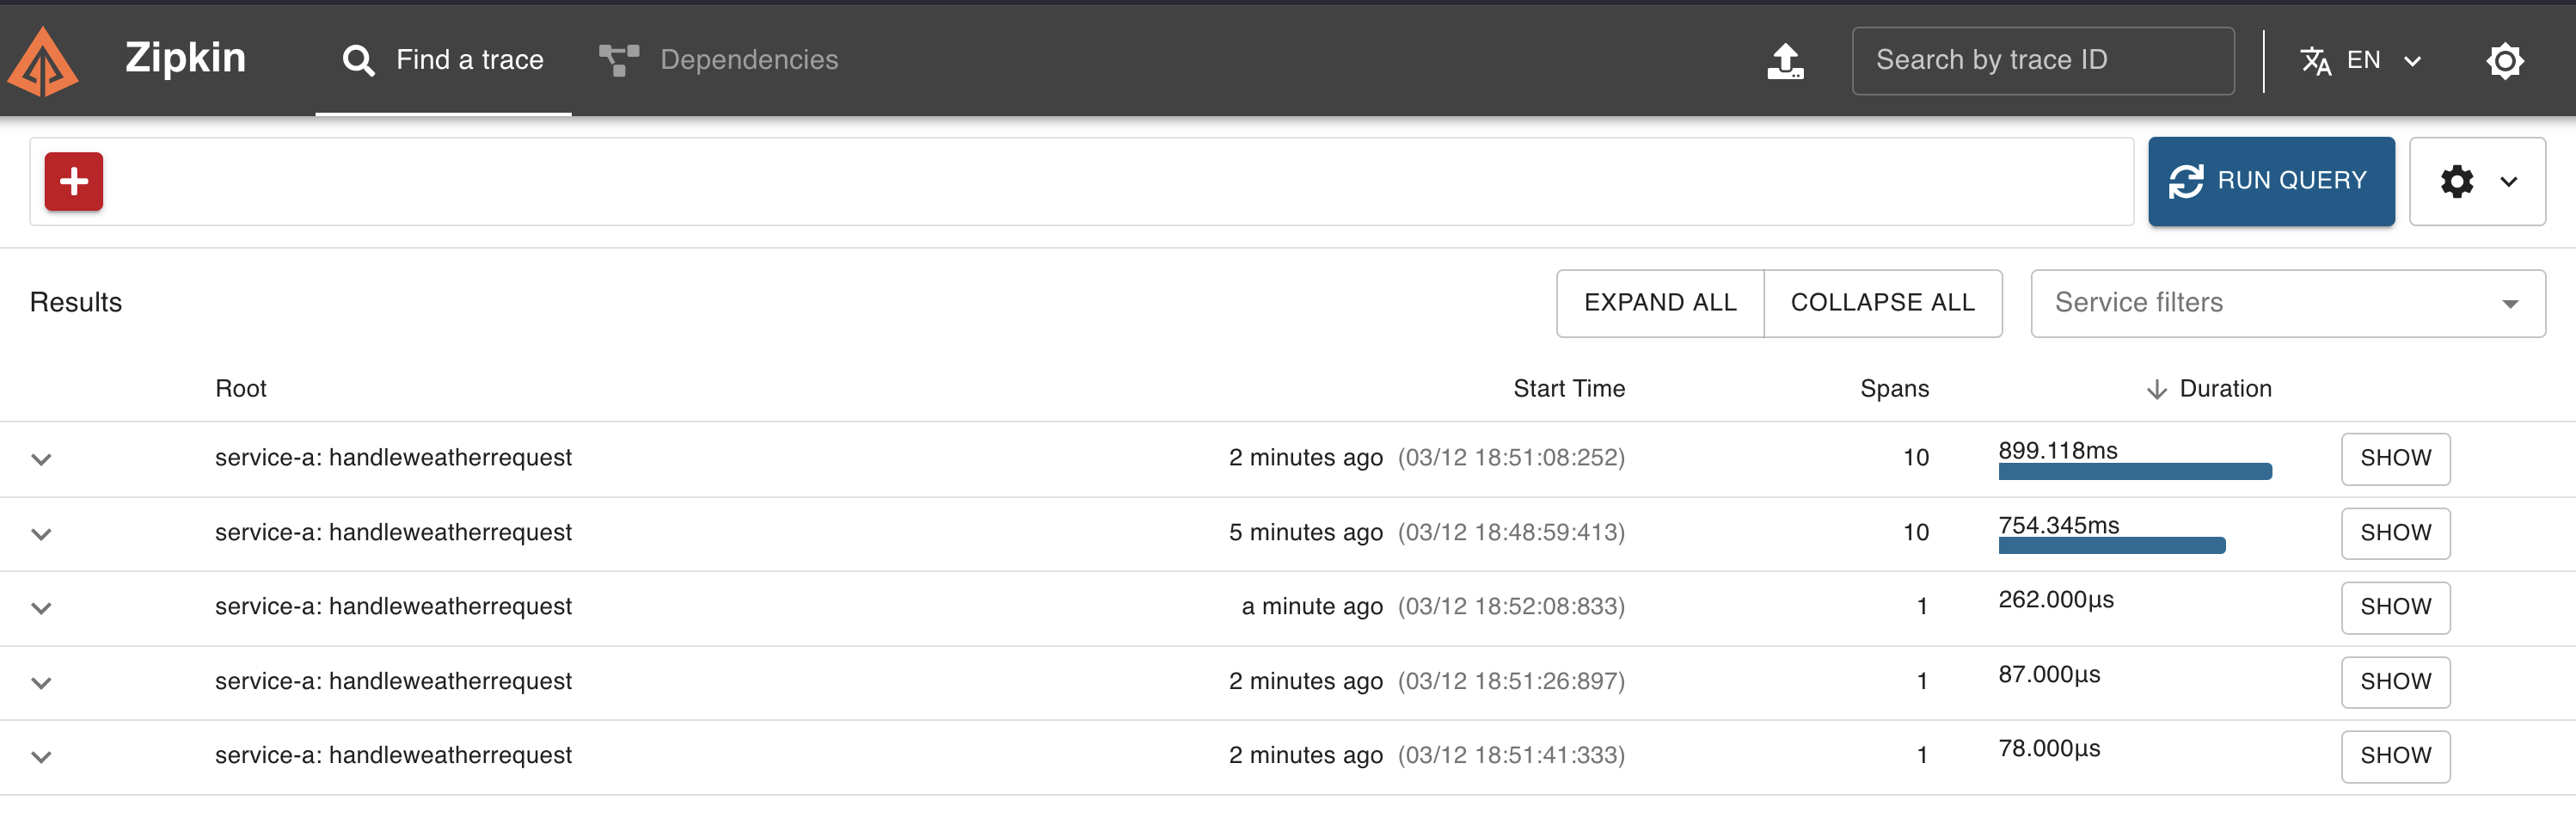 Zipkin Find a trace Dependencies Search by trace ID EN
RUN QUERY
Results EXPAND ALL COLLAPSE ALL Service filters
Root Start Time Spans Duration
service-a: handleweatherrequest 2 minutes ago (03/12 18:51:08:252) 10 899.118ms SHOW
service-a: handleweatherrequest 5 minutes ago (03/12 18:48:59:413) 10 754.345ms SHOW
service-a: handleweatherrequest a minute ago (03/12 18:52:08:833) 1 262.000μs SHOW
service-a: handleweatherrequest 2 minutes ago (03/12 18:51:26:897) 1 87.000μs SHOW
service-a: handleweatherrequest 2 minutes ago (03/12 18:51:41:333) 1 78.000μs SHOW